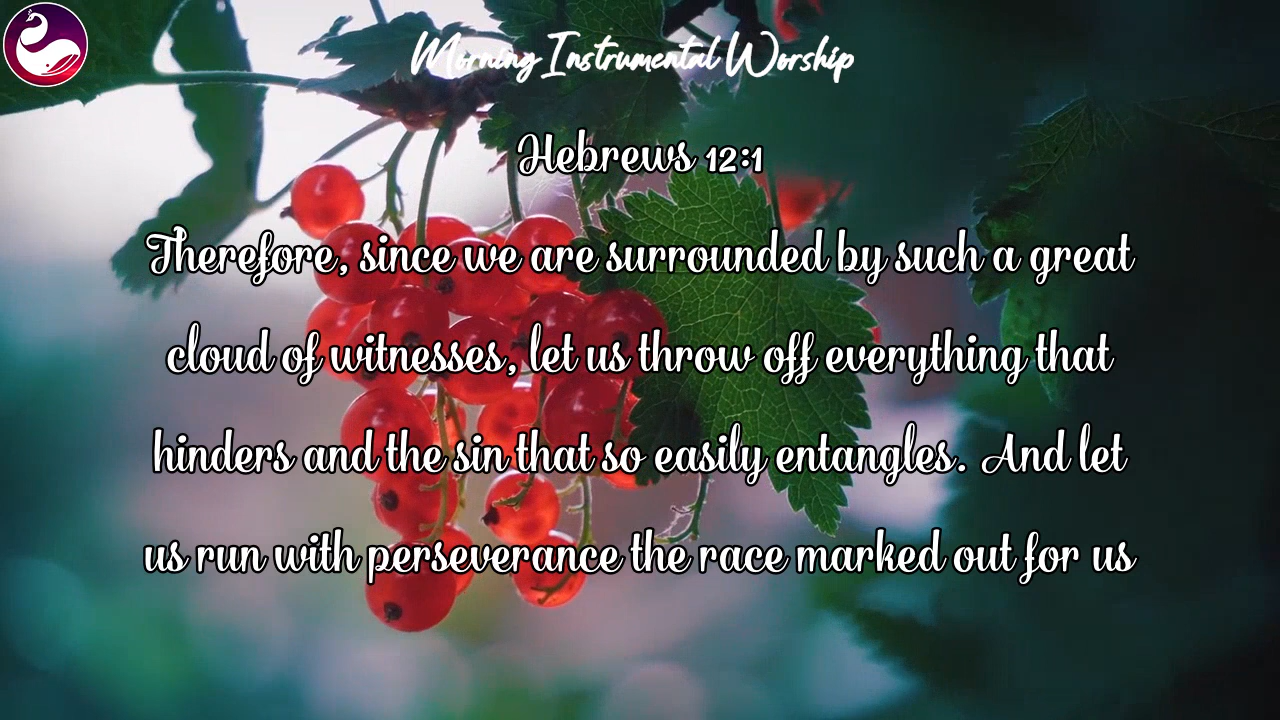 Morning Instrumental Worship
Hebrews 12:1
Therefore, since we are surrounded by such a great
cloud of witnesses, let us throw off everything that
hinders and the sin that so easily entangles. And let
us run with perseverance the race marked out for us